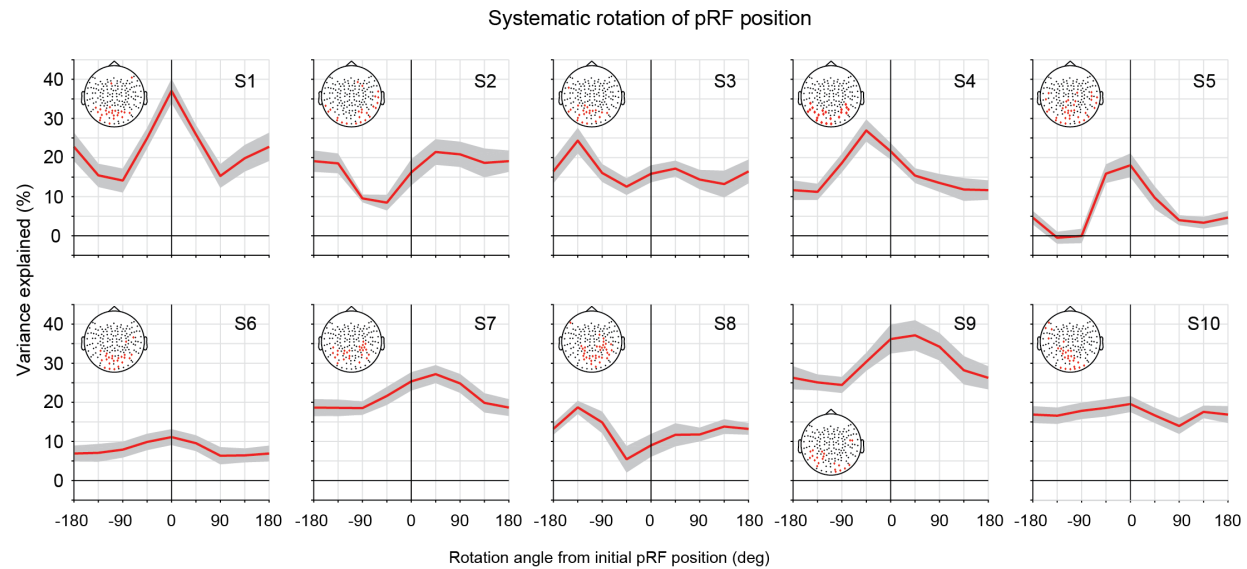 Systematic rotation of pRF position
Variance explained (%)
40
30
20
10
0
S1
S2
S3
S4
S5
40
30
20
10
0
S6
S7
S8
S9
S10
-180 -90 0 90 180
-180 -90 0 90 180
-180 -90 0 90 180
-180 -90 0 90 180
-180 -90 0 90 180
Rotation angle from initial pRF position (deg)